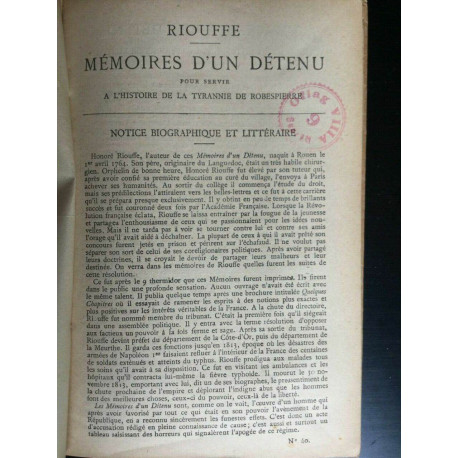 RIOUFFE
MÉMOIRES D'UN DÉTENU
POUR SERVIR
A L'HISTOIRE DE LA TYRANNIE DE ROBESPIERRE
NOTICE BIOGRAPHIQUE ET LITTÉRAIRE
Honoré Riouffe, l'auteur de ces Mémoires d'un Détenu, naquit à Rouen le
1er avril 1764. Son père, originaire du Languedoc, était un très habile chirur-
gien. Orphelin de bonne heure, Honoré Riouffe fut élevé par son tuteur qui,
après avoir confié sa première éducation au curé du village, l'envoya à Paris
achever ses humanités. Au sortir du collège il commença l'étude du droit,
mais ses prédilections l'attiraient vers les belles-lettres et ce fut à cette carrière
qu'il se prépara presque exclusivement. Il y obtint en peu de temps de brillants
succès et fut couronné deux fois par l'Académie Française. Lorsque la Révo-
lution française éclata, Riouffe se laissa entraîner par la fougue de la jeunesse
et partagea l'enthousiasme de ceux qui se passionnaient pour les idées nou-
velles. Mais il ne tarda pas à voir se tourner contre lui et contre ses amis
l'orage qu'il avait aidé à déchaîner. La plupart de ceux à qui il avait prêté son
concours furent jetés en prison et périrent sur l'échafaud. Il ne voulut pas
séparer son sort de celui de ses coreligionnaires politiques. Après avoir partagé
leurs doctrines, il se croyait le devoir de partager leurs malheurs et leur
destinée. On verra dans les mémoires de Riouffe quelles furent les suites de
cette résolution.
Ce fut après le 9 thermidor que ces Mémoires furent imprimés. Ils firent
dans le public une profonde sensation. Aucun ouvrage n'avait été écrit avec
le même talent. Il publia quelque temps après une brochure intitulée Quelques
Chapitres où il essayait de ramener les esprits à des notions plus exactes et
plus positives sur les intérêts véritables de la France. A la chute du directoire,
Riouffe fut nommé membre du tribunat. C'était la première fois qu'il siégeait
dans une assemblée politique. Il y entra avec la terme résolution d'opposer
aux factieux un pouvoir à la fois ferme et sage. Après sa sortie du tribunat,
Riouffe devint préfet du département de la Côte-d'Or, puis du département de
la Meurthe. Il garda ces fonctions jusqu'en 1813, époque où les désastres des
armées de Napoléon 1er faisaient refluer à l'intérieur de la France des centaines
de soldats exténués et atteints du typhus. Riouffe prodigua aux malades tous
les soins d'une active sollicitude. Ce fut en visitant les ambulances et les
hôpitaux qu'il contracta lui-même la fièvre typhoïde. Il mourut le 30 no-
vembre 1813, emportant avec lui, dit un de ses biographes, le pressentiment de
la chute prochaine de l'empire et déplorant l'indigne abus que les hommes
font des meilleures choses, ceux-ci du pouvoir, ceux-là de la liberté.
Les Mémoires d'un Détenu sont, comme on le voit, l'œuvre d'un homme qui
après avoir favorisé par tout ce qui était en son pouvoir l'avènement de la
République, en a reconnu sincèrement les funestes effets. C'est donc un acte
d'accusation rédigé en pleine connaissance de cause; c'est aussi et surtout un
tableau saisissant des horreurs qui signalèrent l'apogée de ce régime.
N° 60.
VILLA
9